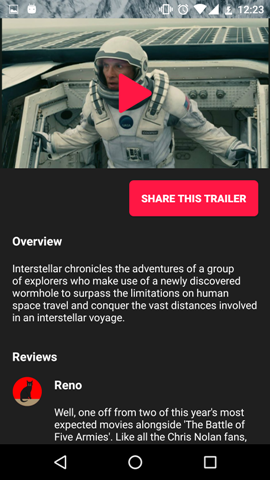 12:23
SHARE THIS TRAILER
Overview
Interstellar chronicles the adventures of a group
of explorers who make use of a newly discovered
wormhole to surpass the limitations on human
space travel and conquer the vast distances involved
in an interstellar voyage.
Reviews
Reno
Well, one off from two of this year's most
expected movies alongside 'The Battle of
Five Armies'. Like all the Chris Nolan fans,